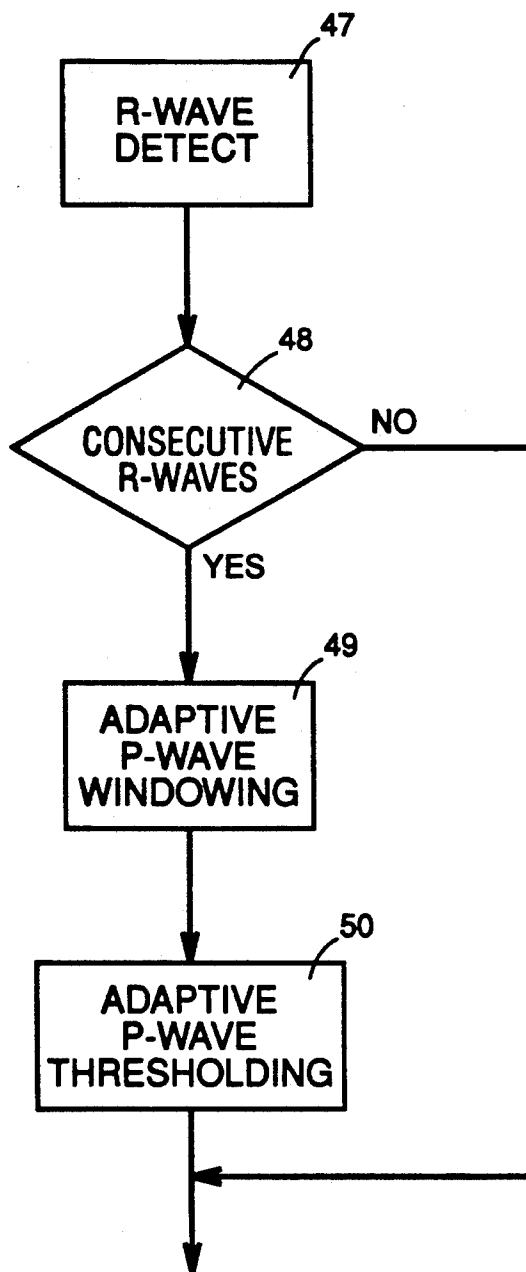 47
R-WAVE
DETECT
48
CONSECUTIVE
R-WAVES
NO
YES
49
ADAPTIVE
P-WAVE
WINDOWING
50
ADAPTIVE
P-WAVE
THRESHOLDING